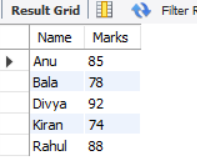 Result Grid Filter R
Name Marks
Anu 85
Bala 78
Divya 92
Kiran 74
Rahul 88